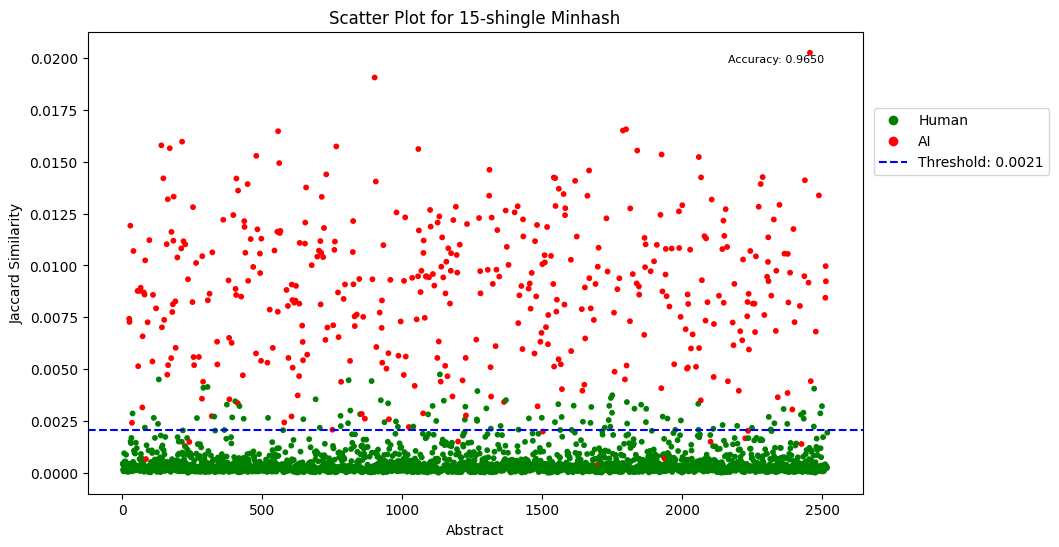 Scatter Plot for 15-shingle Minhash
Accuracy: 0.9650
Human
AI
Threshold: 0.0021
Jaccard Similarity
0.0200
0.0175
0.0150
0.0125
0.0100
0.0075
0.0050
0.0025
0.0000
0 500 1000 1500 2000 2500
Abstract